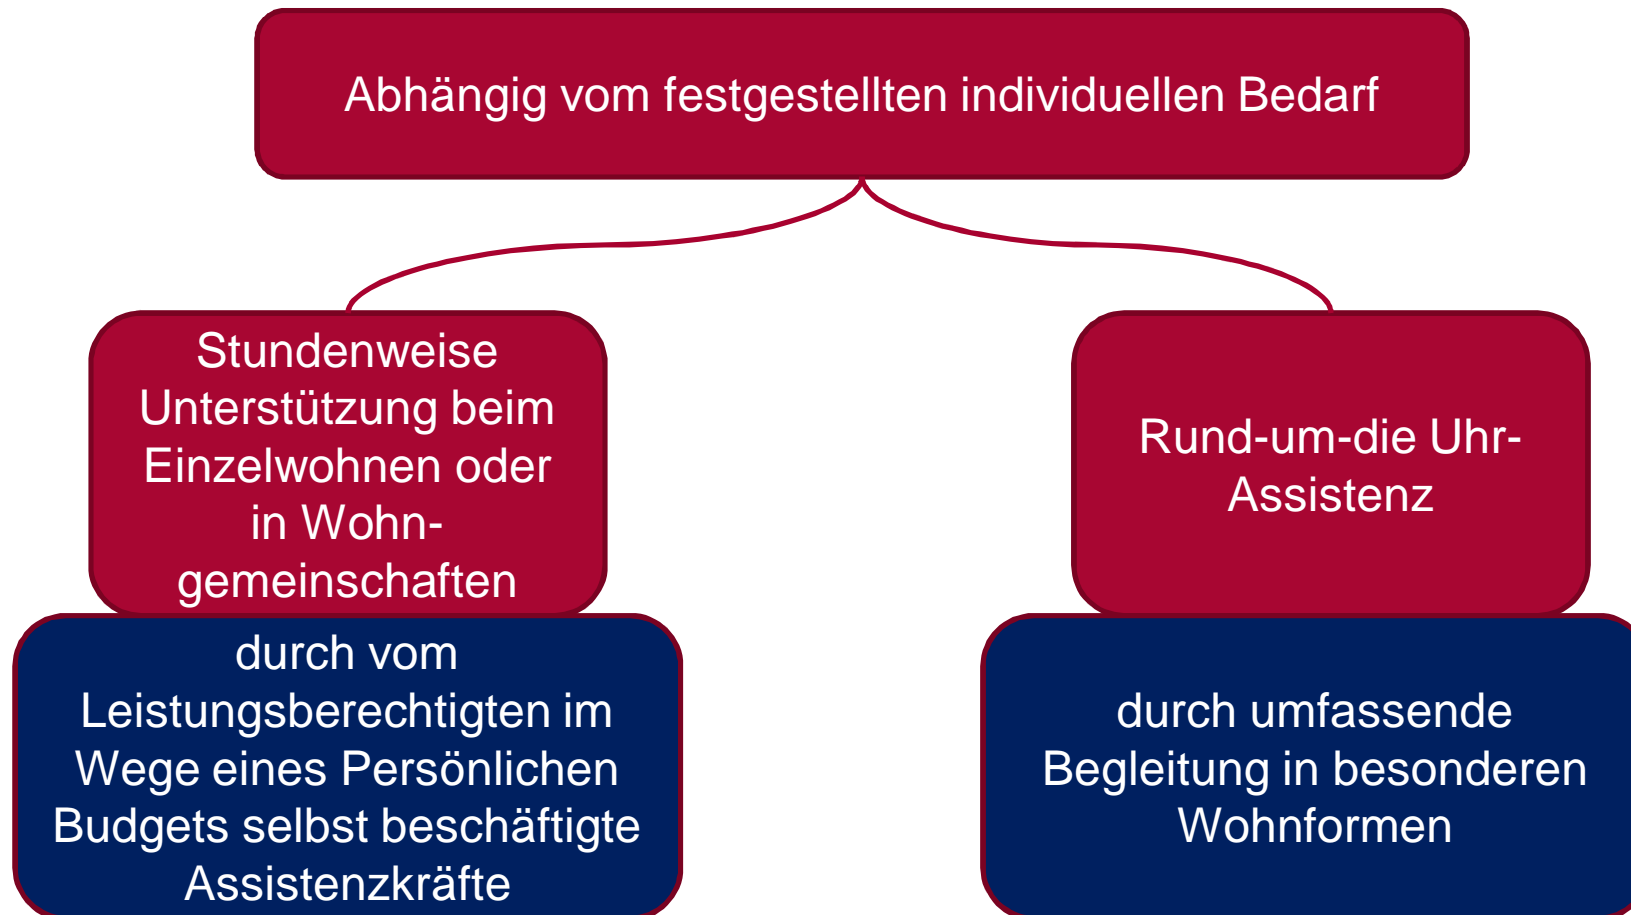 Abhängig vom festgestellten individuellen Bedarf
Stundenweise
Unterstützung beim
Einzelwohnen oder
in Wohn-
gemeinschaften
durch vom
Leistungsberechtigten im
Wege eines Persönlichen
Budgets selbst beschäftigte
Assistenzkräfte
Rund-um-die Uhr-
Assistenz
durch umfassende
Begleitung in besonderen
Wohnformen